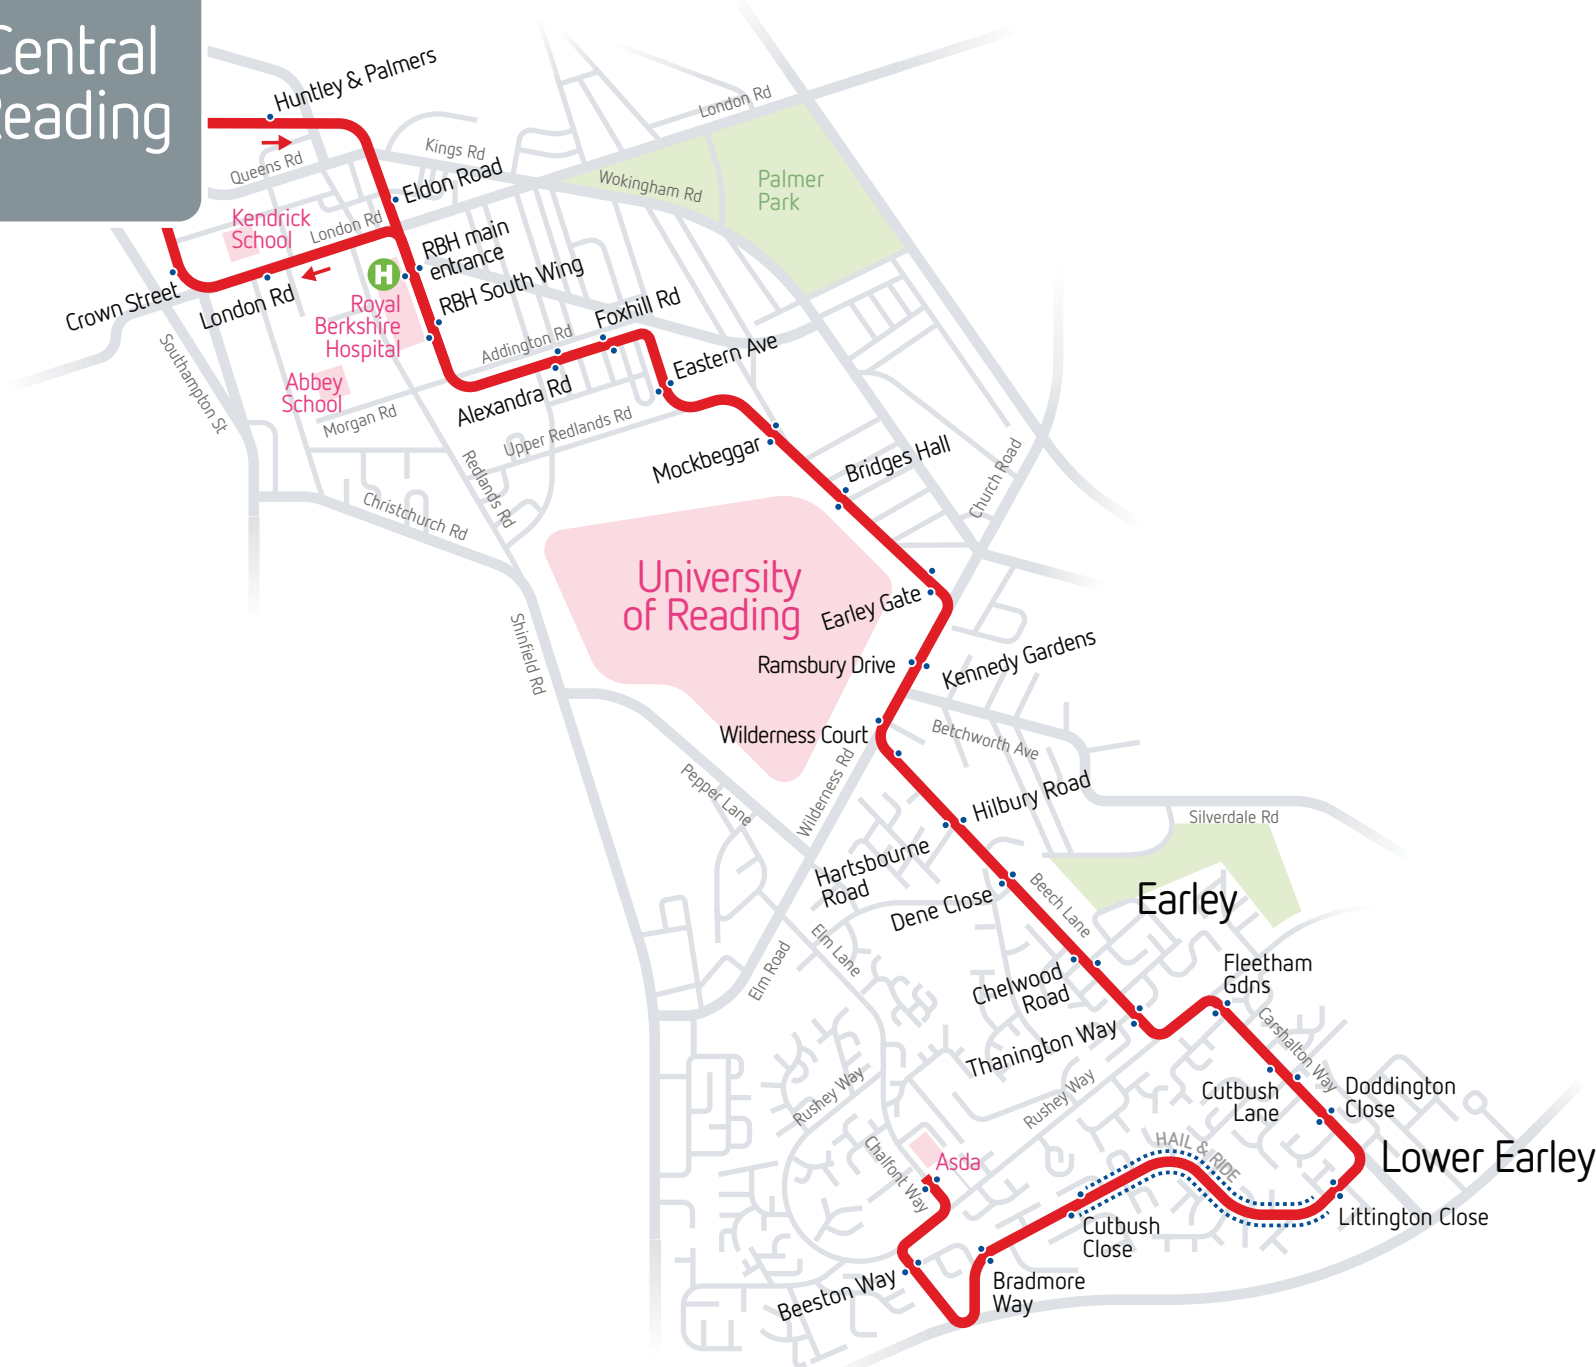 Central
Reading
Huntley & Palmers
Queens Rd
Kings Rd
London Rd
Eldon Road
Wokingham Rd
Palmer
Park
Kendrick
School
London Rd
RBH main
entrance
H
RBH South Wing
Crown Street
London Rd
Royal
Berkshire
Hospital
Foxhill Rd
Addington Rd
Southampton St
Abbey
School
Eastern Ave
Alexandra Rd
Morgan Rd
Upper Redlands Rd
Mockbeggar
Bridges Hall
Redlands Rd
Church Road
Christchurch Rd
University
of Reading
Earley Gate
Shinfield Rd
Ramsbury Drive
Kennedy Gardens
Wilderness Court
Betchworth Ave
Pepper Lane
Wilderness Rd
Hilbury Road
Silverdale Rd
Hartsbourne
Road
Dene Close
Beech Lane
Earley
Elm Lane
Elm Road
Chelwood
Road
Fleetham
Gdns
Thanington Way
Carshalton Way
Rushey Way
Rushey Way
Cutbush
Lane
Doddington
Close
HAIL & RIDE
Lower Earley
Chalfont Way
Asda
Littington Close
Cutbush
Close
Beeston Way
Bradmore
Way